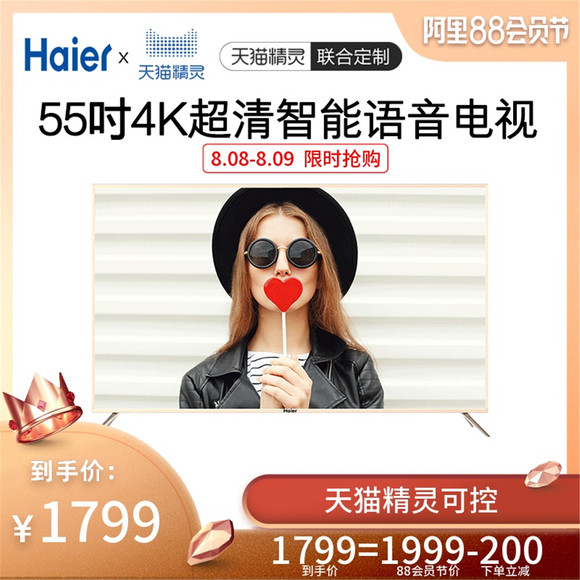 阿里88会员节
Haier x 天猫精灵
天猫精灵 联合定制
55吋4K超清智能语音电视
8.08-8.09 限时抢购
Haier
到手价:
¥1799
天猫精灵可控
1799=1999-200
到手价 88会员节价 下单立减